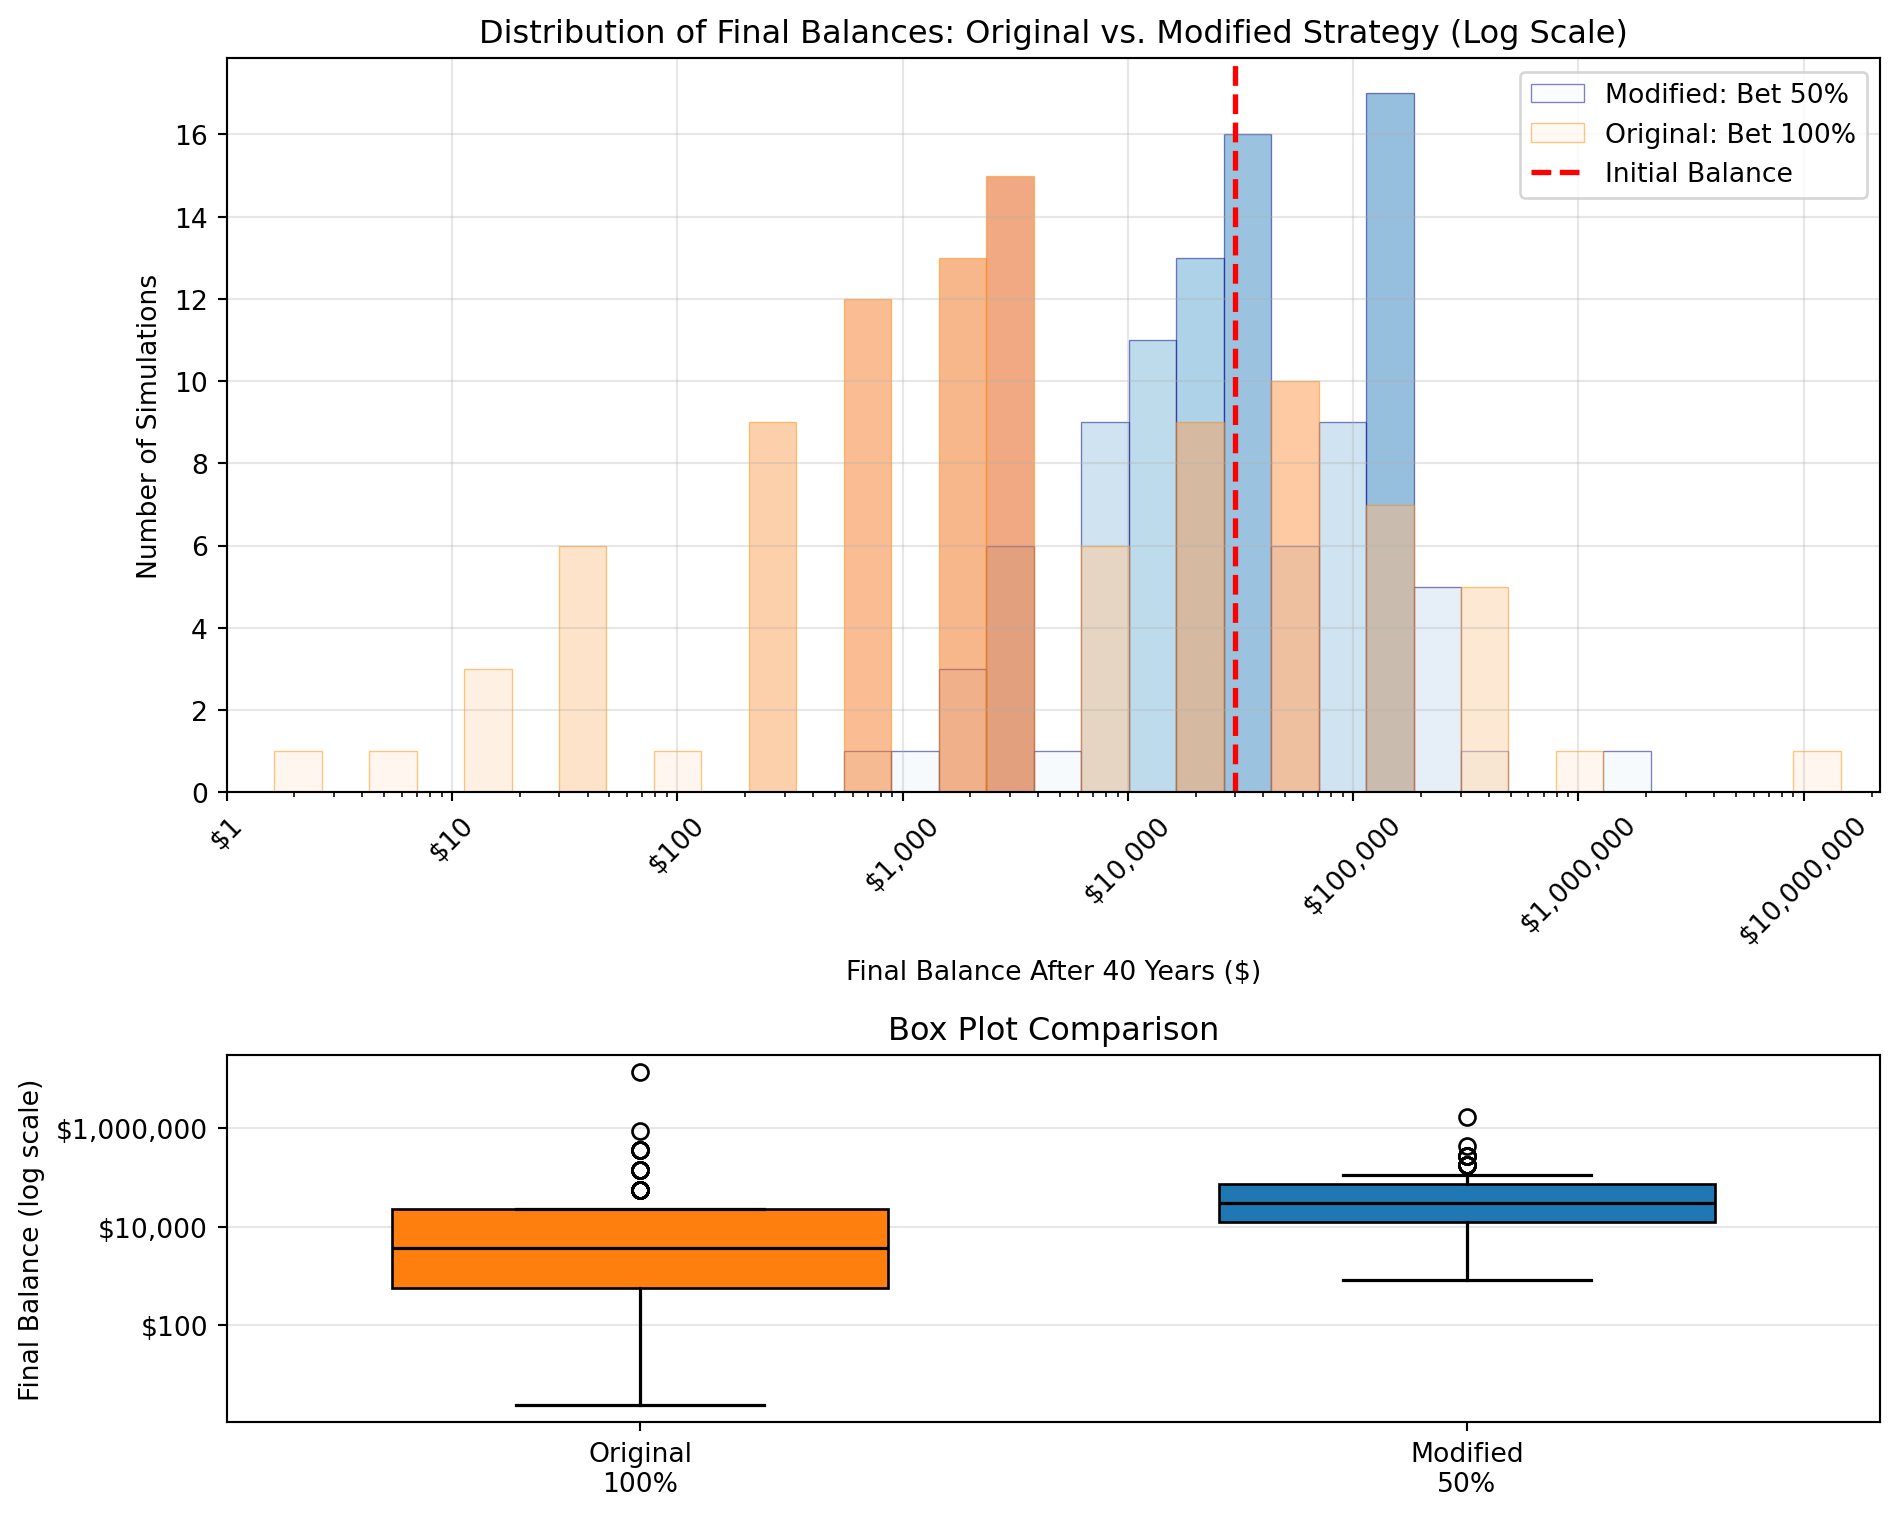 Distribution of Final Balances: Original vs. Modified Strategy (Log Scale)
Modified: Bet 50%
Original: Bet 100%
Initial Balance
Number of Simulations
16
14
12
10
8
6
4
2
0
$1
$10
$100
$1,000
$10,000
$100,000
$1,000,000
$10,000,000
Final Balance After 40 Years ($)
Box Plot Comparison
Final Balance (log scale)
$1,000,000
$10,000
$100
Original
100%
Modified
50%